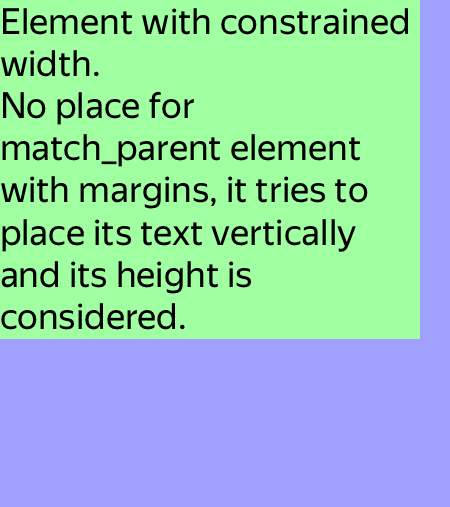 Element with constrained
width.
No place for
match_parent element
with margins, it tries to
place its text vertically
and its height is
considered.